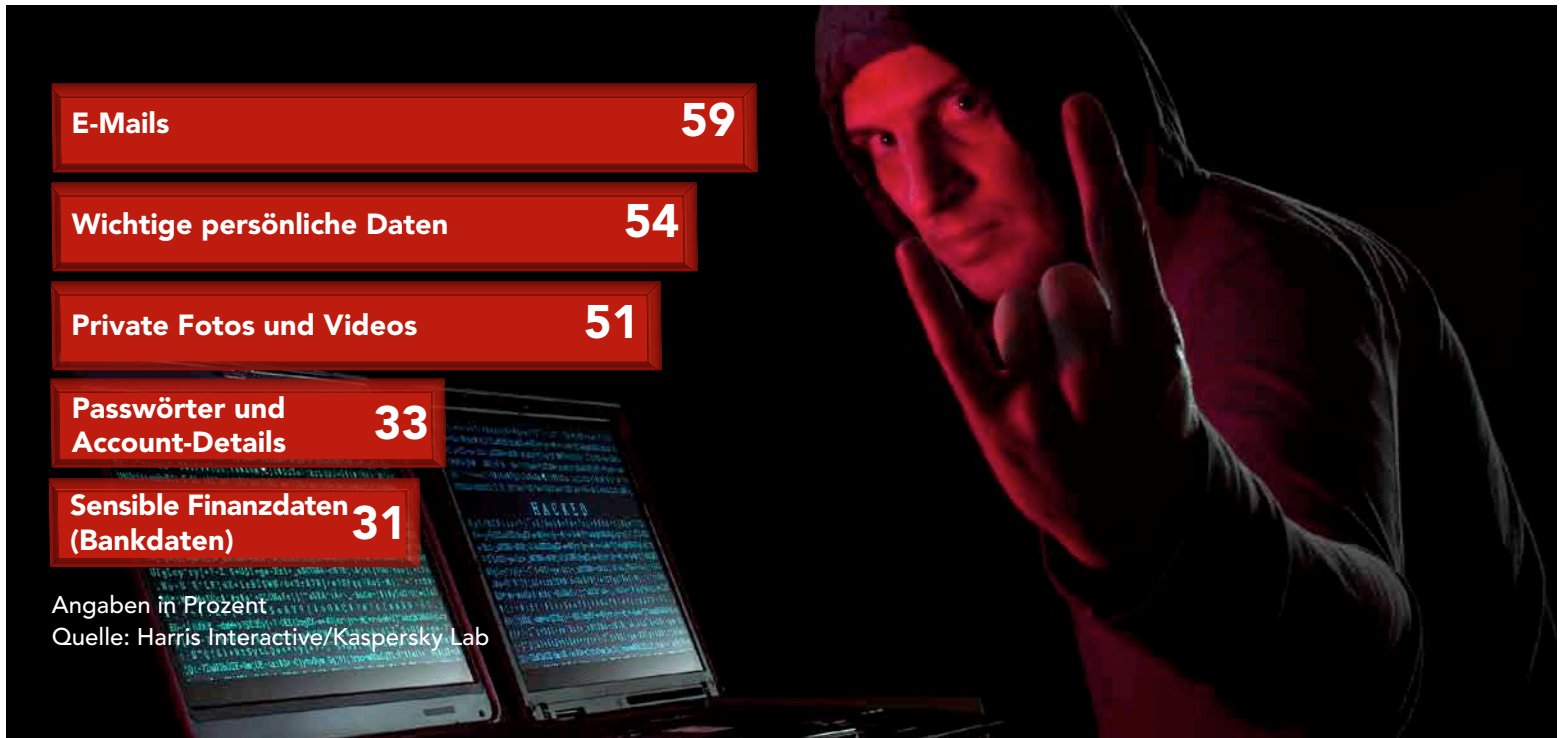 E-Mails 59
Wichtige persönliche Daten 54
Private Fotos und Videos 51
Passwörter und
Account-Details 33
Sensible Finanzdaten
(Bankdaten) 31
HACKED
Angaben in Prozent
Quelle: Harris Interactive/Kaspersky Lab